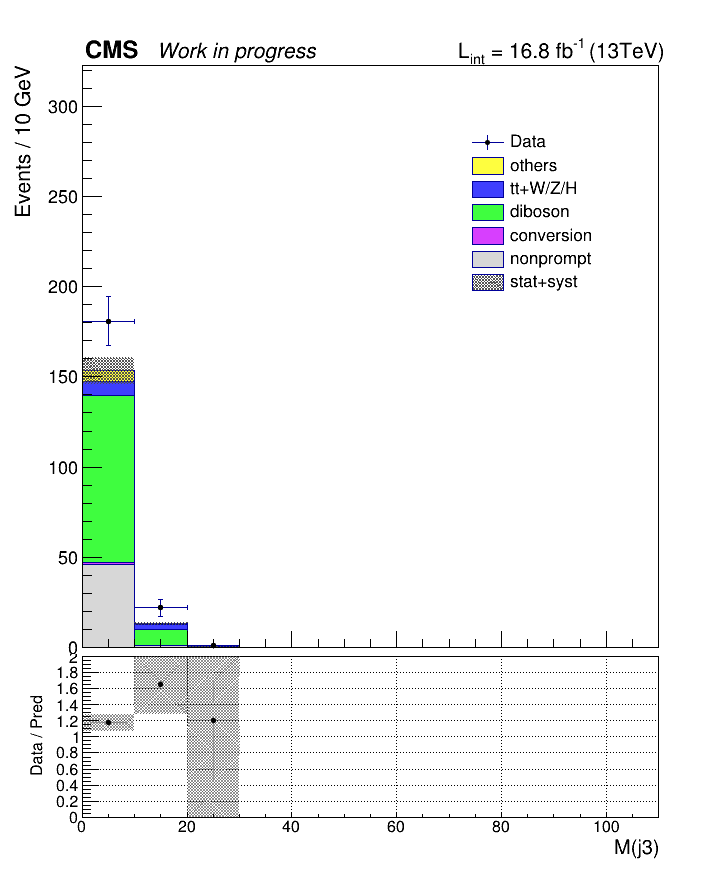 CMS Work in progress L_int = 16.8 fb^-1 (13TeV)
Events / 10 GeV
300
250
200
150
100
50
0
Data
others
tt+W/Z/H
diboson
conversion
nonprompt
stat+syst
Data / Pred
2
1.8
1.6
1.4
1.2
1
0.8
0.6
0.4
0.2
0
0 20 40 60 80 100
M(j3)